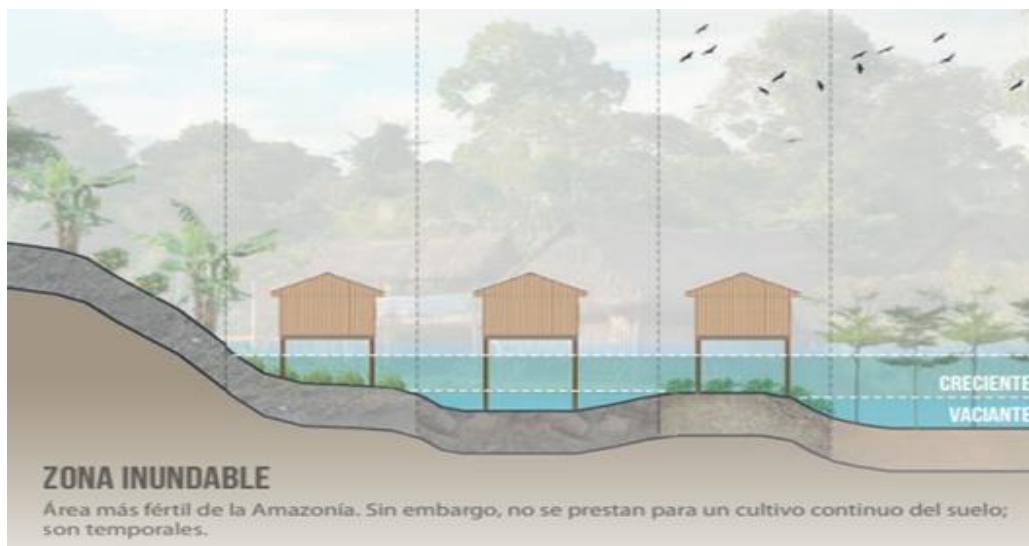 CRECIENTE
VACIANTE
ZONA INUNDABLE
Área más fértil de la Amazonía. Sin embargo, no se prestan para un cultivo continuo del suelo;
son temporales.